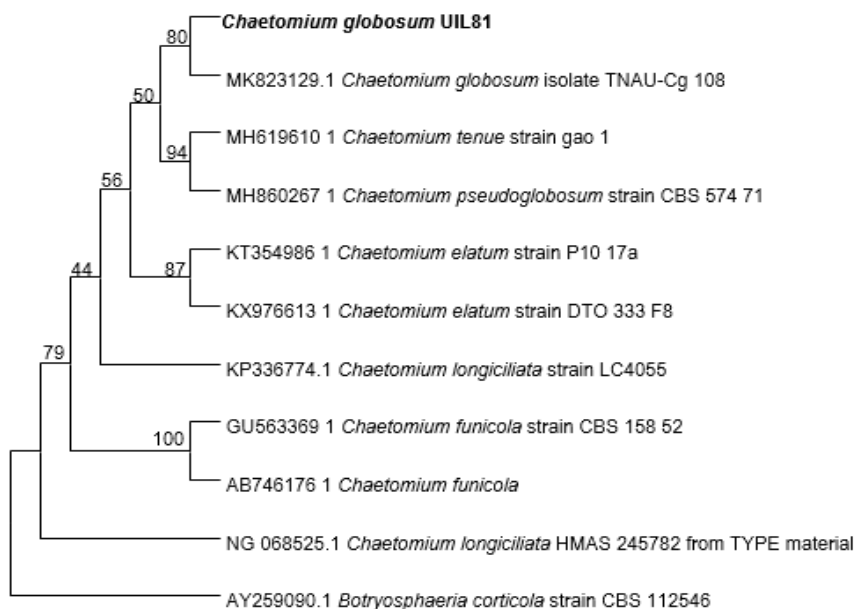 Chaetomium globosum UIL81
80
MK823129.1 Chaetomium globosum isolate TNAU-Cg 108
50
MH619610 1 Chaetomium tenue strain gao 1
94
56
MH860267 1 Chaetomium pseudoglobosum strain CBS 574 71
KT354986 1 Chaetomium elatum strain P10 17a
44
87
KX976613 1 Chaetomium elatum strain DTO 333 F8
79
KP336774.1 Chaetomium longiciliata strain LC4055
GU563369 1 Chaetomium funicola strain CBS 158 52
100
AB746176 1 Chaetomium funicola
NG 068525.1 Chaetomium longiciliata HMAS 245782 from TYPE material
AY259090.1 Botryosphaeria corticola strain CBS 112546